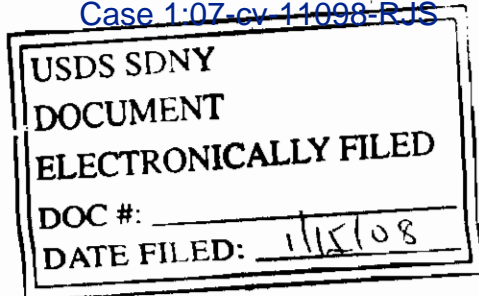 Case 1:07-cv-11098-RJS
USDS SDNY
DOCUMENT
ELECTRONICALLY FILED
DOC #:
DATE FILED: 1/15/08